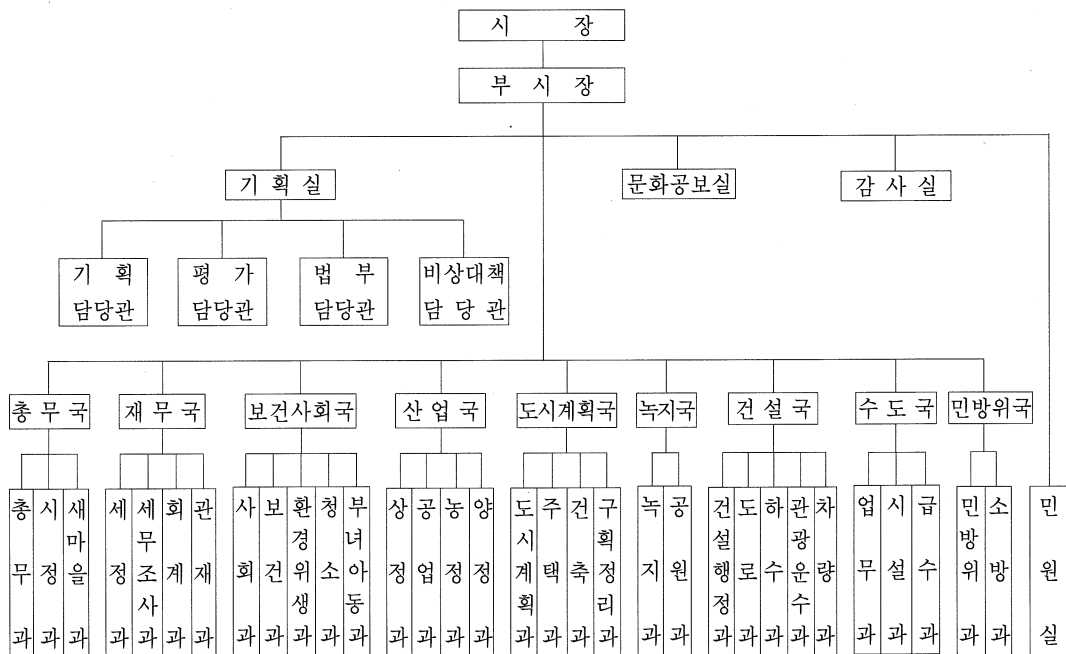 시 장
부 시 장
기 획 실
문화공보실
감 사 실
기 획
담당관
평 가
담당관
법 부
담당관
비상대책
담 당 관
총 무 국
재 무 국
보건사회국
산 업 국
도시계획국
녹지국
건 설 국
수 도 국
민방위국
총무과
시정과
새마을과
세정과
세무조사과
회계과
관재과
사회과
보건과
환경위생과
청소과
부녀아동과
상정과
공업과
농정과
양정과
도시계획과
주택과
건축과
구획정리과
녹지과
공원과
건설행정과
도로과
하수과
관광운수과
차량과
업무과
시설과
급수과
민방위과
소방과
민원실